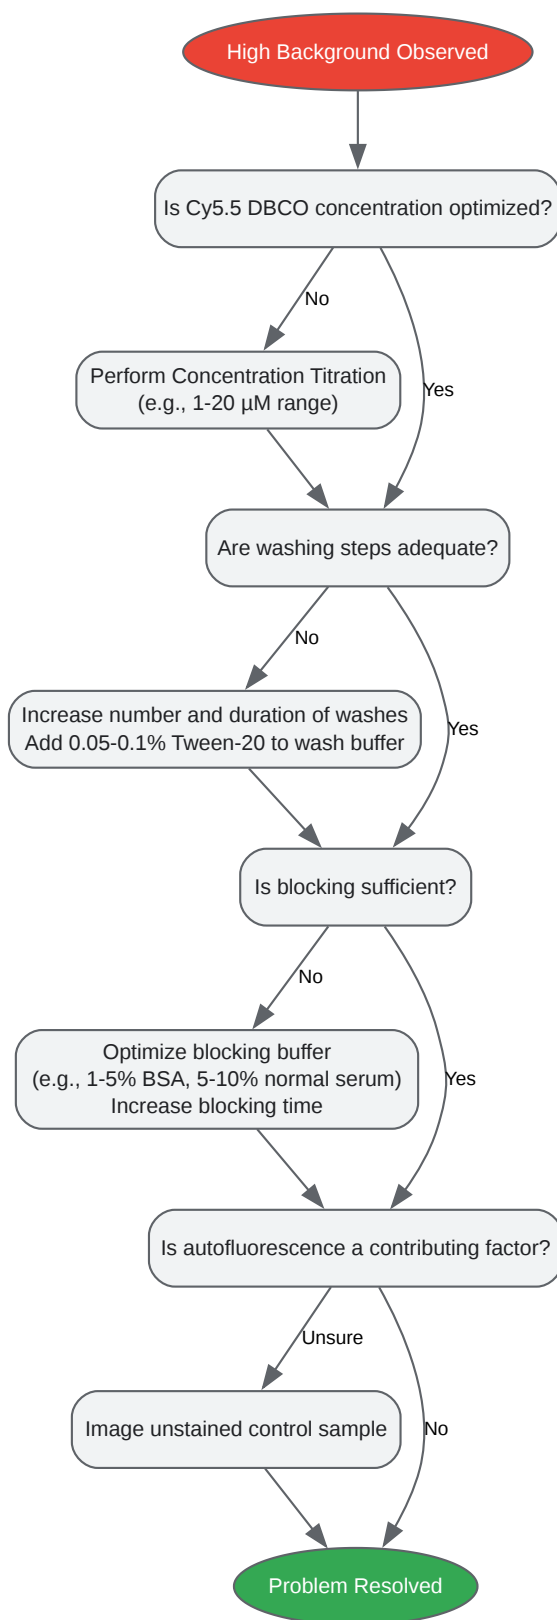 High Background Observed
Is Cy5.5 DBCO concentration optimized?
No
Perform Concentration Titration
(e.g., 1-20 µM range)
Yes
Are washing steps adequate?
No
Increase number and duration of washes
Add 0.05-0.1% Tween-20 to wash buffer
Yes
Is blocking sufficient?
No
Optimize blocking buffer
(e.g., 1-5% BSA, 5-10% normal serum)
Increase blocking time
Yes
Is autofluorescence a contributing factor?
Unsure
Image unstained control sample
No
Problem Resolved